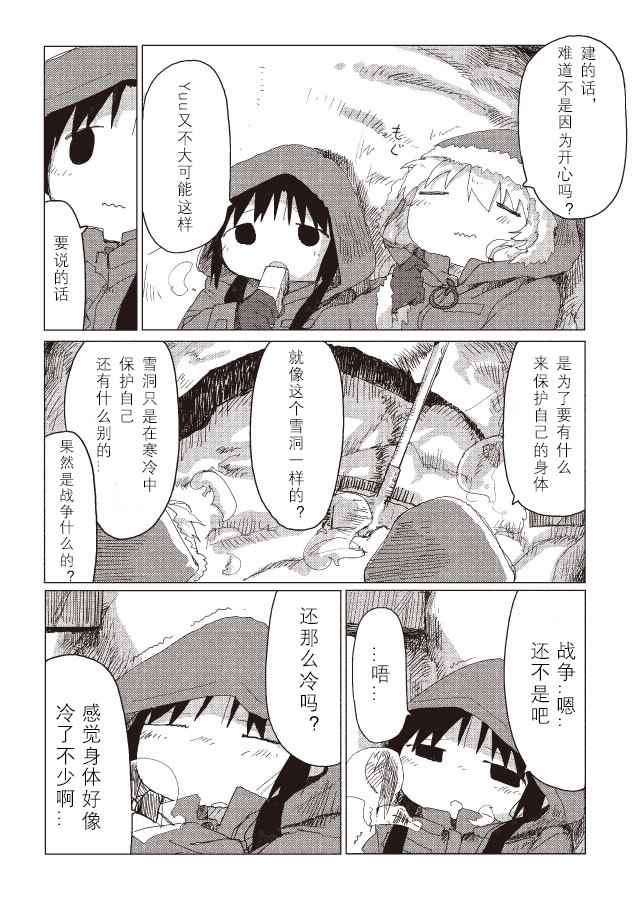 建的话，
难道不是因为开心吗？
もぐ
……
Yuu又不大可能这样
要说的话
是为了要有什么
来保护自己的身体
就像这个雪洞一样的？
雪洞只是在寒冷中
保护自己
还有什么别的…
果然是战争什么的？
战争…嗯…
还不是吧
…唔…
还那么冷吗？
感觉身体好像
冷了不少啊…